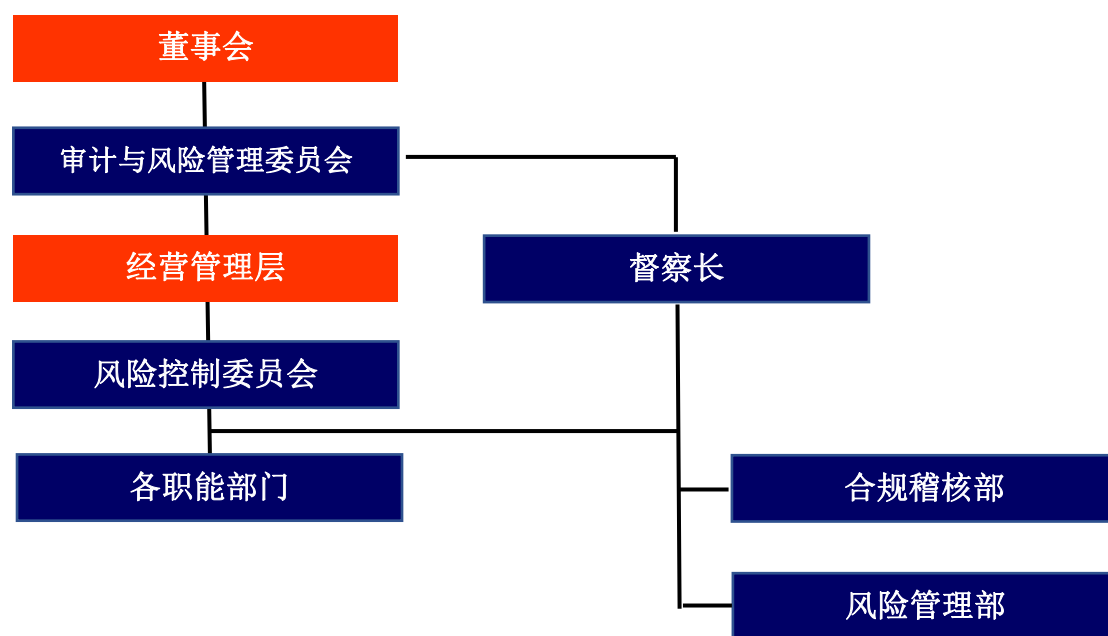 董事会
审计与风险管理委员会
经营管理层
督察长
风险控制委员会
各职能部门
合规稽核部
风险管理部